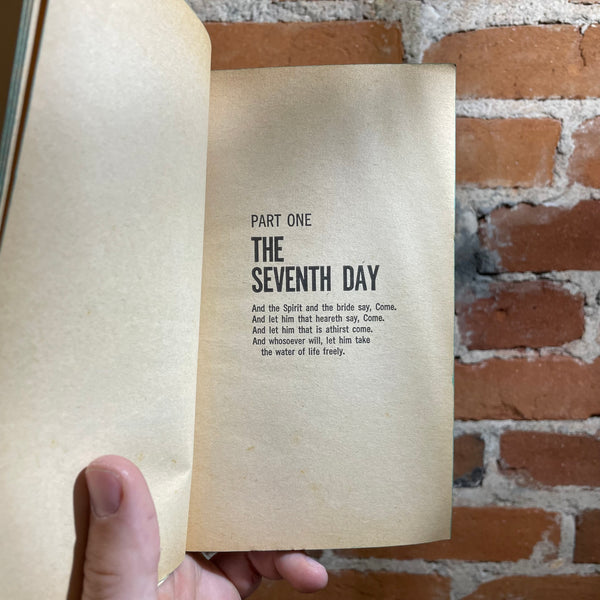 PART ONE
THE
SEVENTH DAY
And the Spirit and the bride say, Come.
And let him that heareth say, Come.
And let him that is athirst come.
And whosoever will, let him take
the water of life freely.